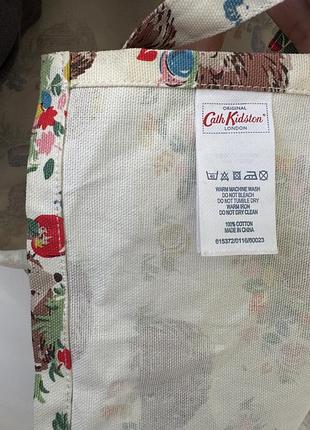 ORIGINAL
Cath Kidston
LONDON
WARM MACHINE WASH
DO NOT BLEACH
DO NOT TUMBLE DRY
WARM IRON
DO NOT DRY CLEAN
100% COTTON
MADE IN CHINA
615372/0116/60023